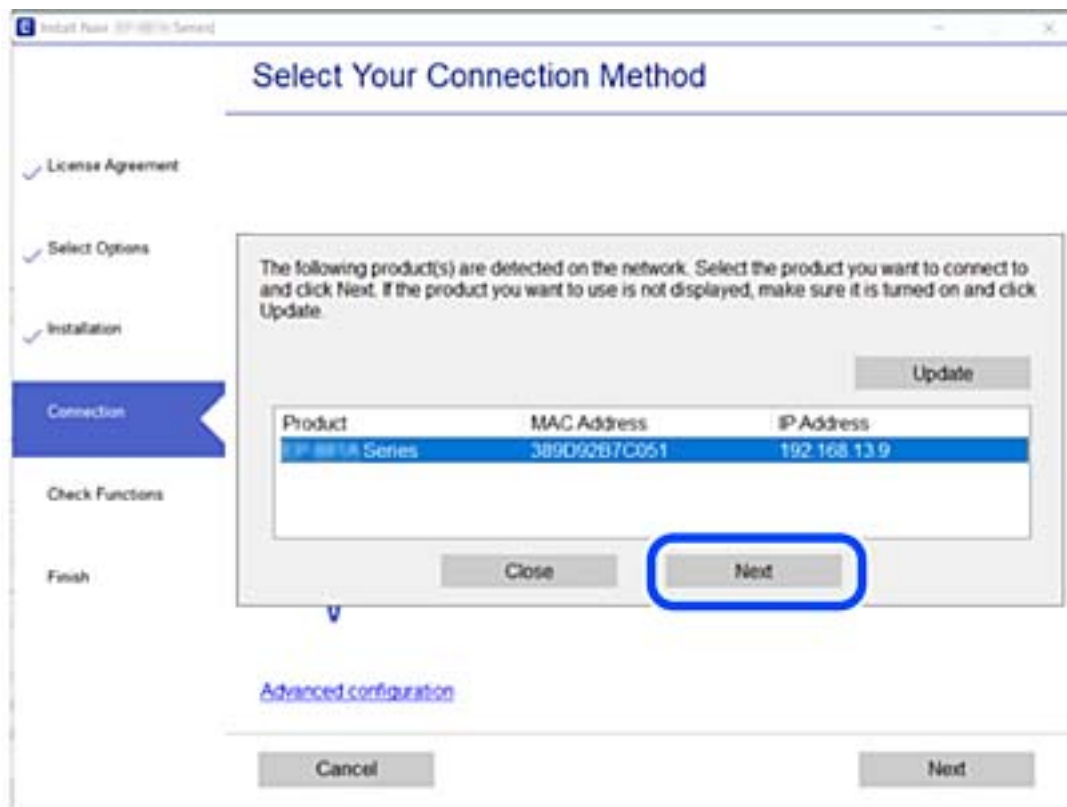 Install Navi Series]
Select Your Connection Method
License Agreement
Select Options
Installation
Connection
Check Functions
Finish
The following product(s) are detected on the network. Select the product you want to connect to
and click Next. If the product you want to use is not displayed, make sure it is turned on and click
Update.
Update
Product MAC Address IP Address
Series 389D92B7C051 192.168.13.9
Close Next
Advanced configuration
Cancel Next